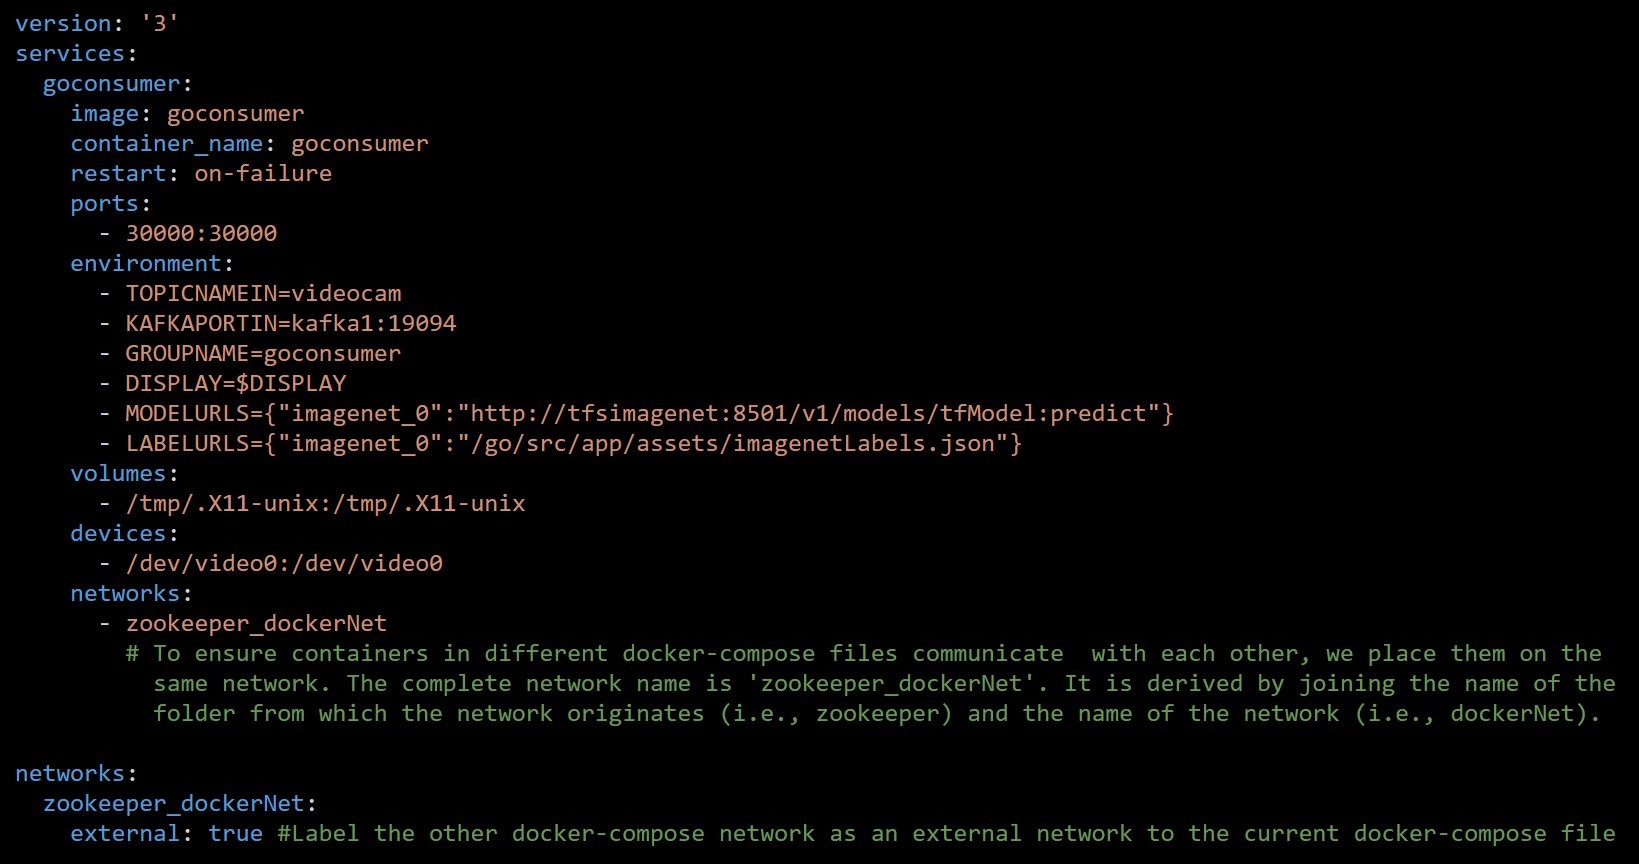 version: '3'
services:
  goconsumer:
    image: goconsumer
    container_name: goconsumer
    restart: on-failure
    ports:
      - 30000:30000
    environment:
      - TOPICNAMEIN=videocam
      - KAFKAPORTIN=kafka1:19094
      - GROUPNAME=goconsumer
      - DISPLAY=$DISPLAY
      - MODELURLS={"imagenet_0":"http://tfsimagenet:8501/v1/models/tfModel:predict"}
      - LABELURLS={"imagenet_0":"/go/src/app/assets/imagenetLabels.json"}
    volumes:
      - /tmp/.X11-unix:/tmp/.X11-unix
    devices:
      - /dev/video0:/dev/video0
    networks:
      - zookeeper_dockerNet
        # To ensure containers in different docker-compose files communicate  with each other, we place them on the
          same network. The complete network name is 'zookeeper_dockerNet'. It is derived by joining the name of the
          folder from which the network originates (i.e., zookeeper) and the name of the network (i.e., dockerNet).
networks:
  zookeeper_dockerNet:
    external: true #Label the other docker-compose network as an external network to the current docker-compose file